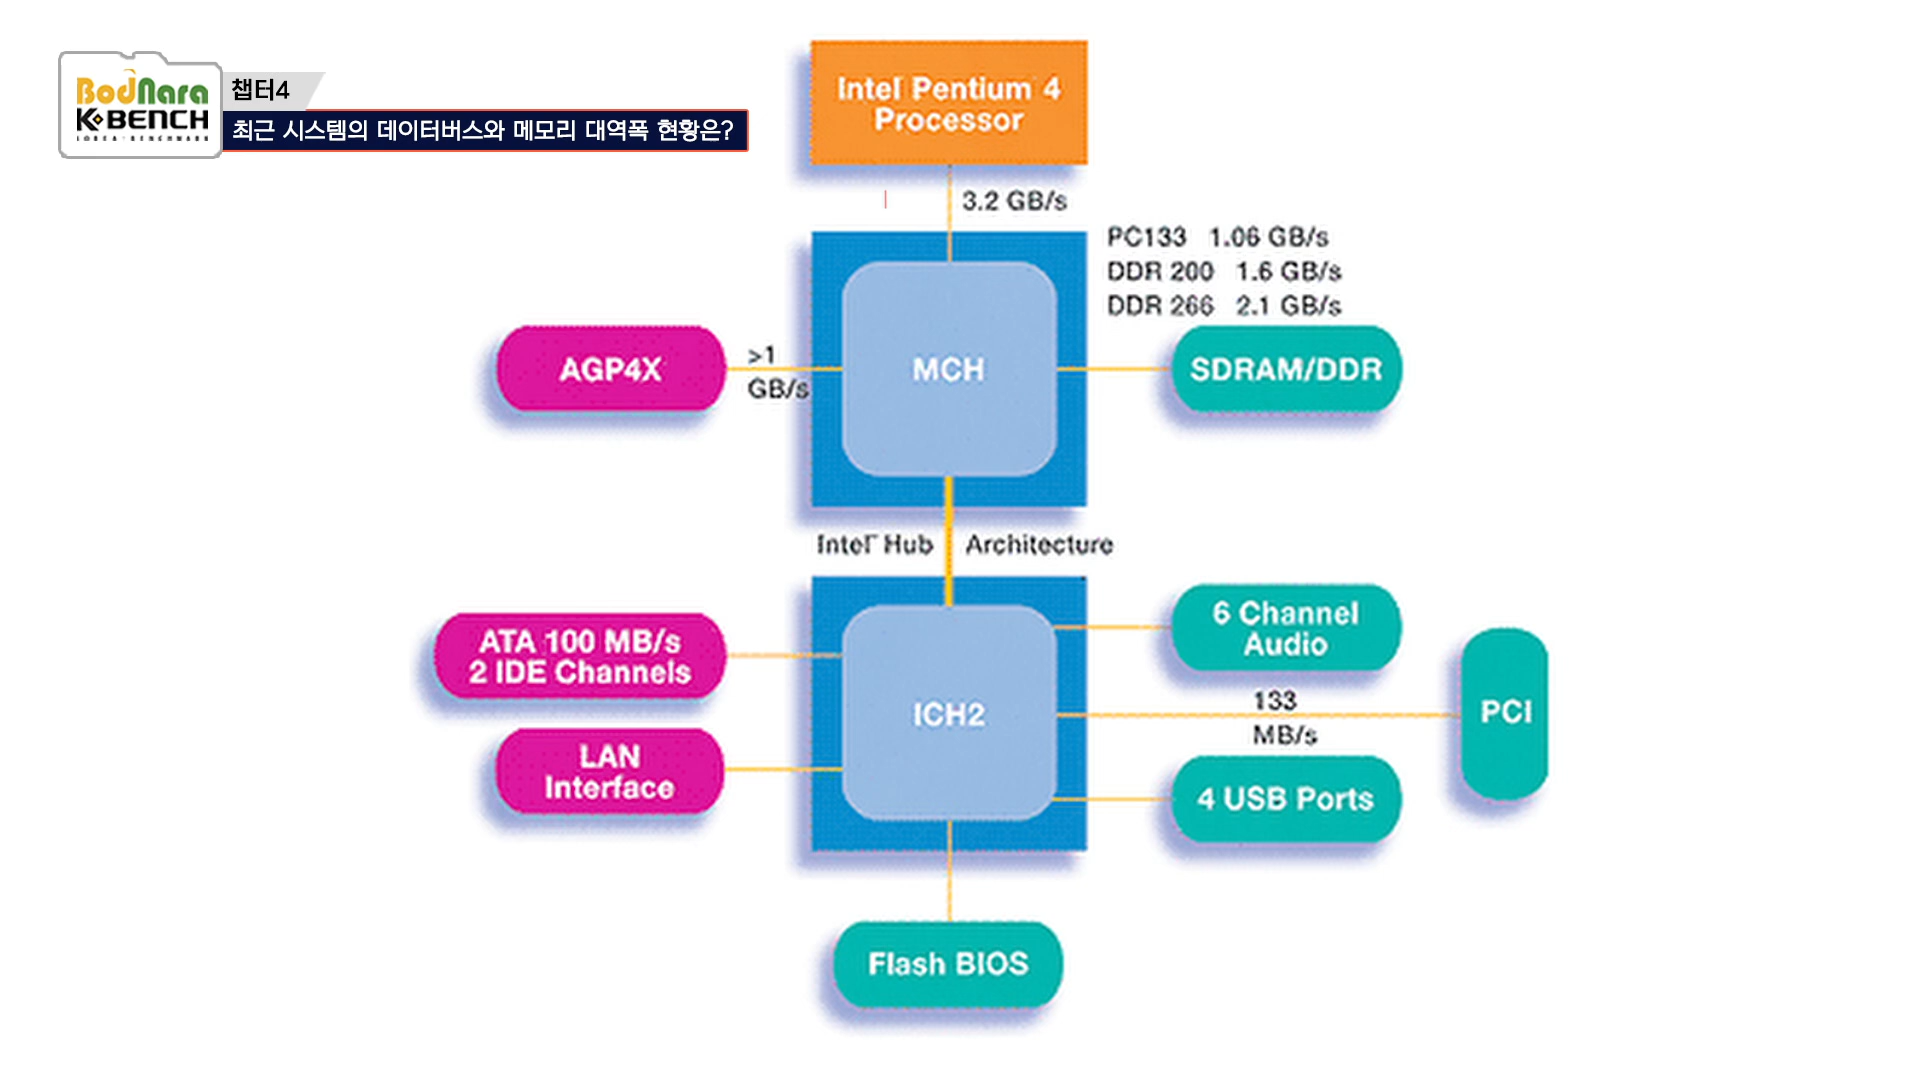 BodNara
K•BENCH
KOREA • BENCHMARK
챕터4
최근 시스템의 데이터버스와 메모리 대역폭 현황은?
Intel Pentium 4
Processor
3.2 GB/s
PC133 1.06 GB/s
DDR 200 1.6 GB/s
DDR 266 2.1 GB/s
AGP4X
>1
GB/s
MCH
SDRAM/DDR
Intel Hub Architecture
ATA 100 MB/s
2 IDE Channels
ICH2
6 Channel
Audio
133
MB/s
PCI
LAN
Interface
4 USB Ports
Flash BIOS